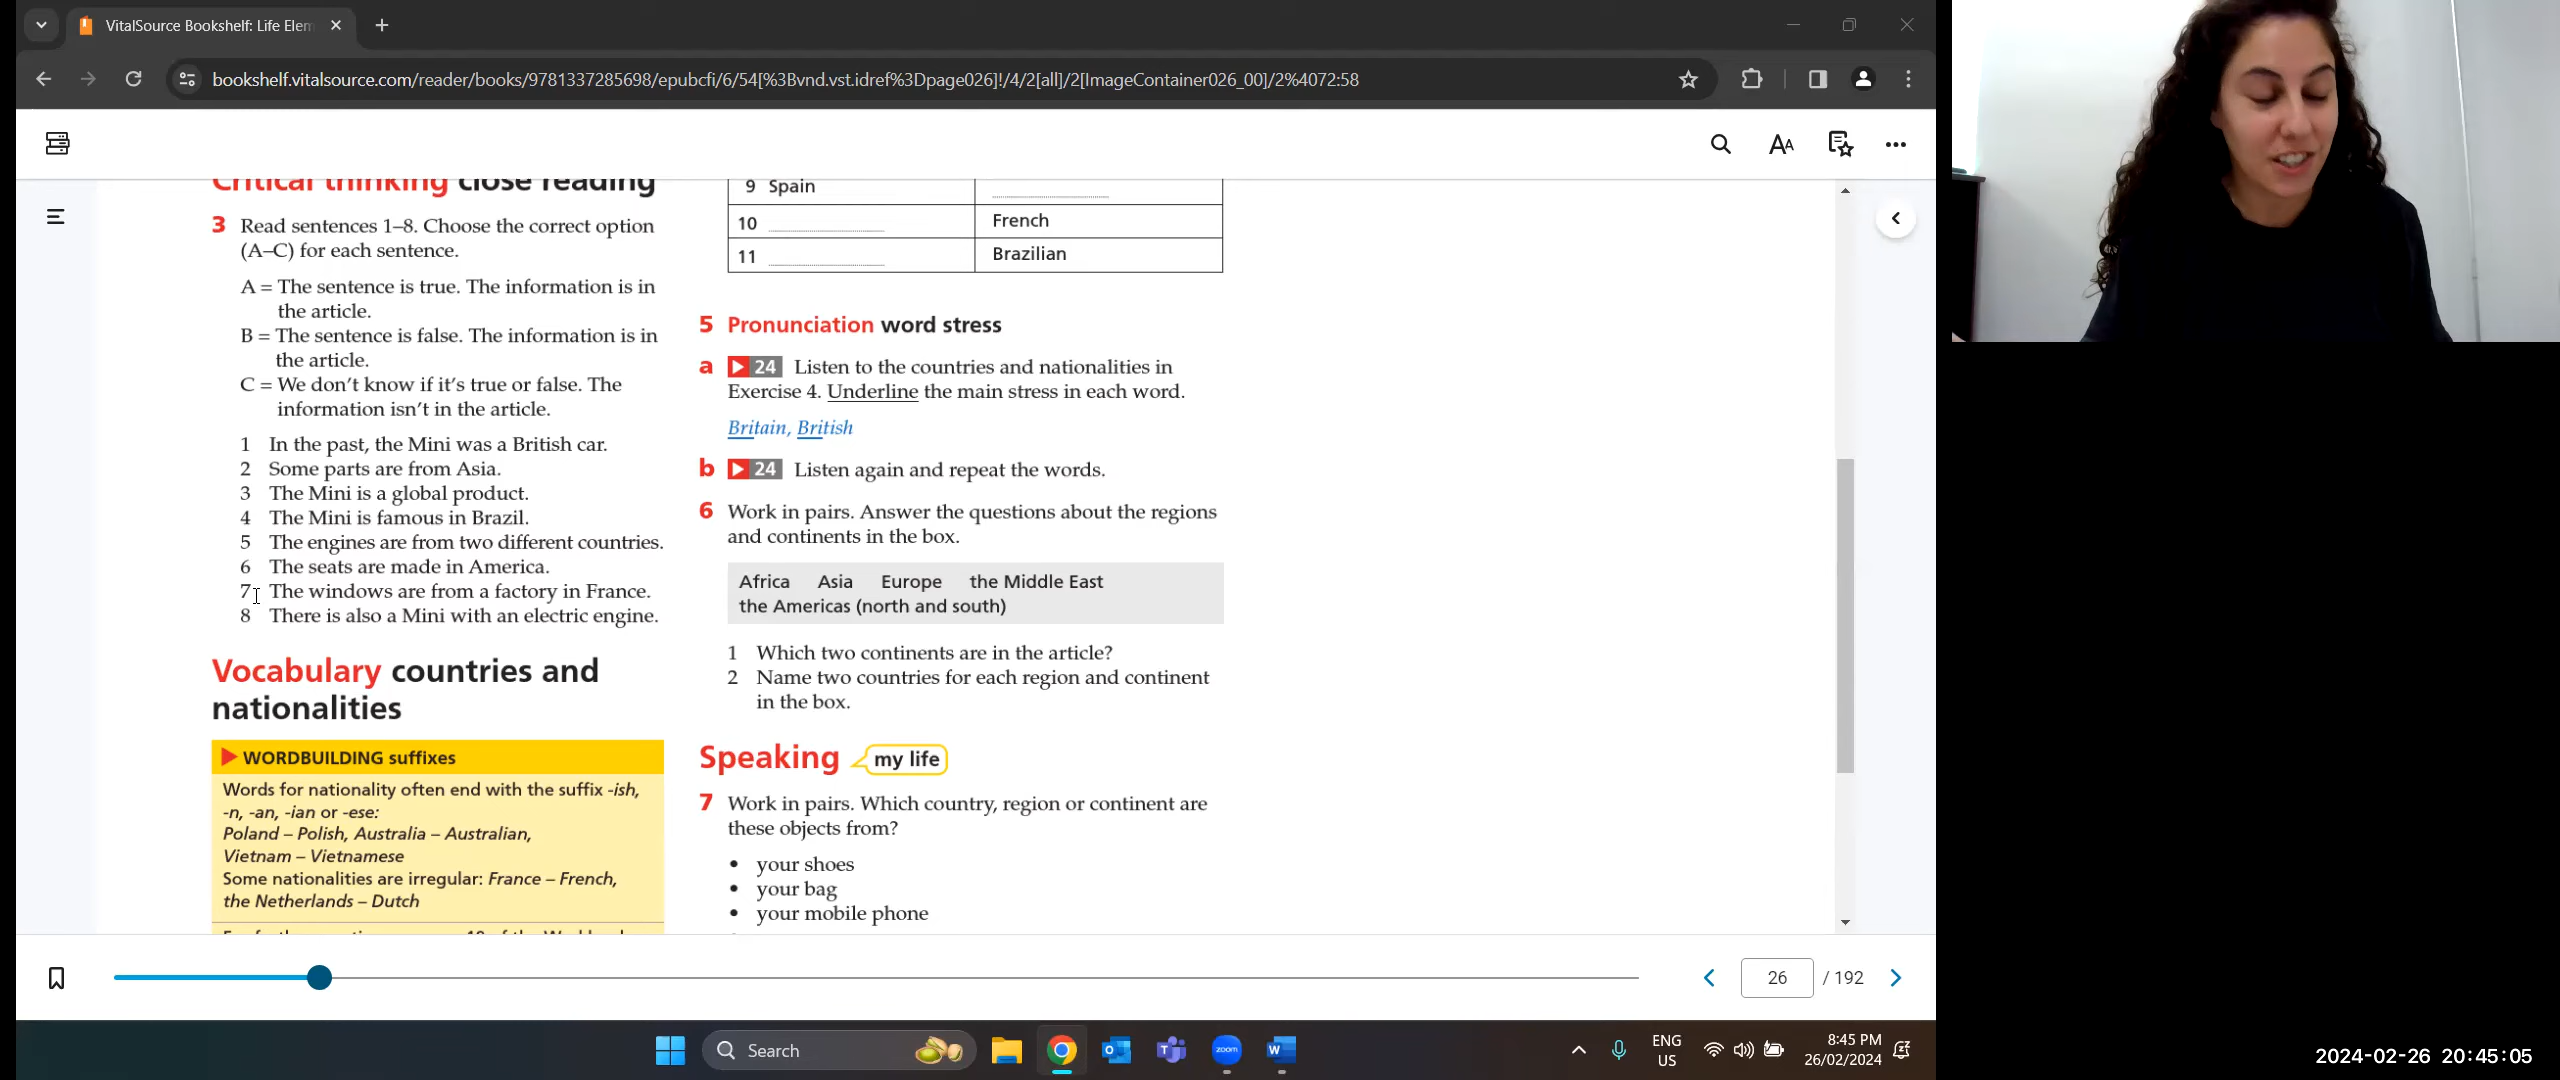 VitalSource Bookshelf: Life Elem
bookshelf.vitalsource.com/reader/books/9781337285698/epubcfi/6/54[%3Bvnd.vst.idref%3Dpage026]!/4/2[all]/2[ImageContainer026_00]/2%4072:58
Critical thinking close reading
3 Read sentences 1–8. Choose the correct option
(A–C) for each sentence.
A = The sentence is true. The information is in
the article.
B = The sentence is false. The information is in
the article.
C = We don't know if it's true or false. The
information isn't in the article.
1 In the past, the Mini was a British car.
2 Some parts are from Asia.
3 The Mini is a global product.
4 The Mini is famous in Brazil.
5 The engines are from two different countries.
6 The seats are made in America.
7 The windows are from a factory in France.
8 There is also a Mini with an electric engine.
Vocabulary countries and
nationalities
WORDBUILDING suffixes
Words for nationality often end with the suffix -ish,
-n, -an, -ian or -ese:
Poland – Polish, Australia – Australian,
Vietnam – Vietnamese
Some nationalities are irregular: France – French,
the Netherlands – Dutch
9 Spain
10 French
11 Brazilian
5 Pronunciation word stress
a 24 Listen to the countries and nationalities in
Exercise 4. Underline the main stress in each word.
Britain, British
b 24 Listen again and repeat the words.
6 Work in pairs. Answer the questions about the regions
and continents in the box.
Africa Asia Europe the Middle East
the Americas (north and south)
1 Which two continents are in the article?
2 Name two countries for each region and continent
in the box.
Speaking my life
7 Work in pairs. Which country, region or continent are
these objects from?
• your shoes
• your bag
• your mobile phone
26 / 192
Search
zoom
ENG
US
8:45 PM
26/02/2024
2024-02-26 20:45:05